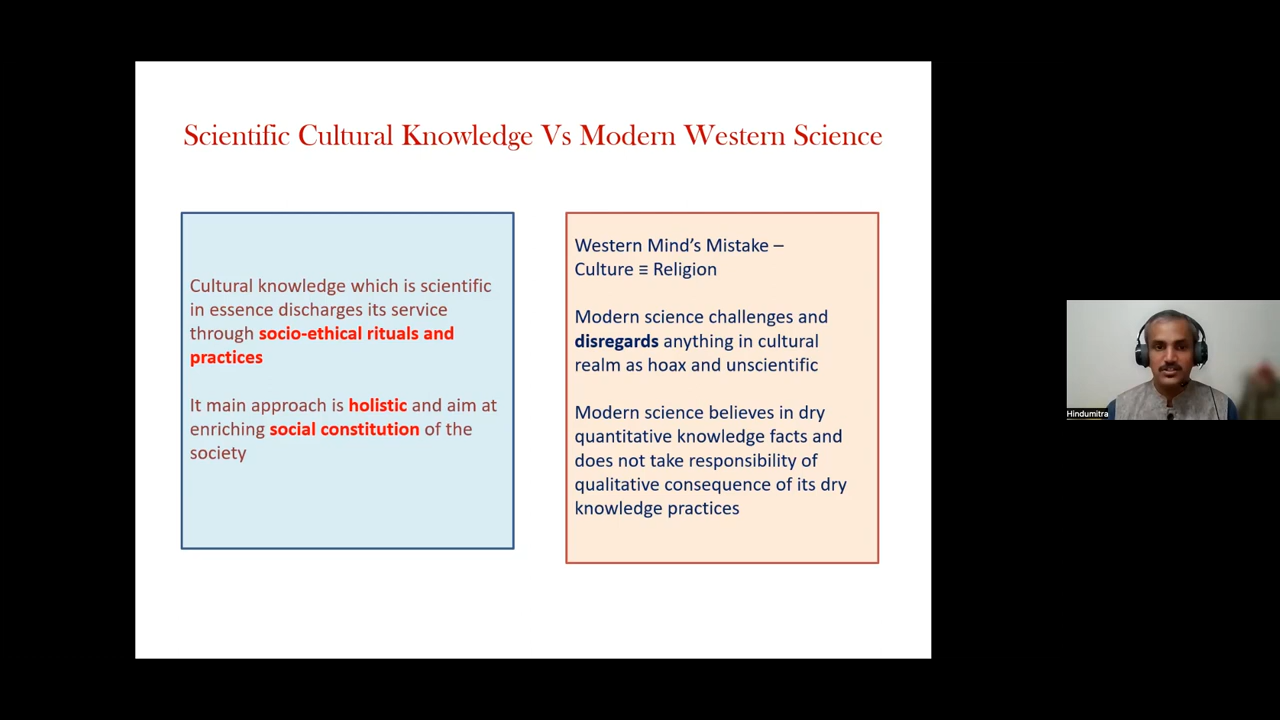 Scientific Cultural Knowledge Vs Modern Western Science
Cultural knowledge which is scientific
in essence discharges its service
through socio-ethical rituals and
practices
It main approach is holistic and aim at
enriching social constitution of the
society
Western Mind's Mistake –
Culture ≡ Religion
Modern science challenges and
disregards anything in cultural
realm as hoax and unscientific
Modern science believes in dry
quantitative knowledge facts and
does not take responsibility of
qualitative consequence of its dry
knowledge practices
Hindumitra